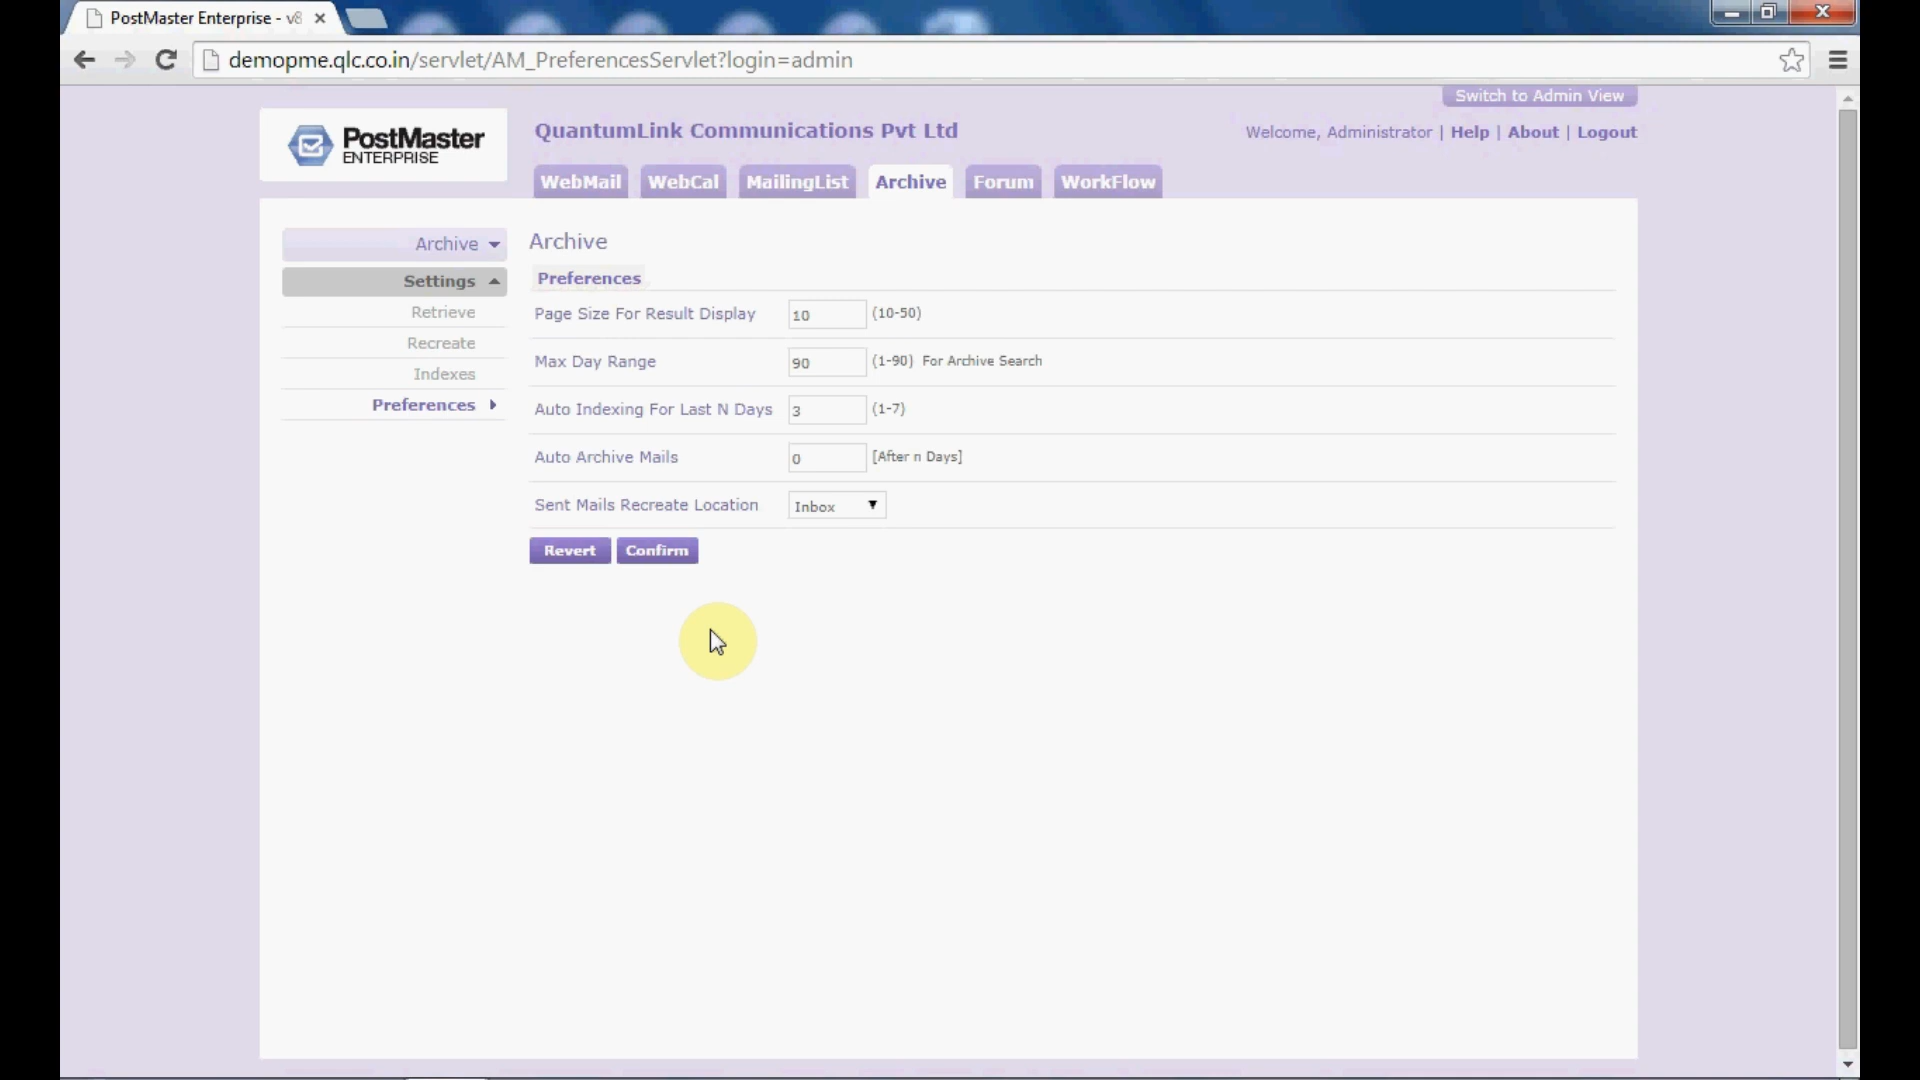 PostMaster Enterprise - v8
demopme.qlc.co.in/servlet/AM_PreferencesServlet?login=admin
Switch to Admin View
PostMaster
ENTERPRISE
QuantumLink Communications Pvt Ltd
Welcome, Administrator | Help | About | Logout
WebMail WebCal MailingList Archive Forum WorkFlow
Archive
Settings
Retrieve
Recreate
Indexes
Preferences
Archive
Preferences
Page Size For Result Display 10 (10-50)
Max Day Range 90 (1-90) For Archive Search
Auto Indexing For Last N Days 3 (1-7)
Auto Archive Mails 0 [After n Days]
Sent Mails Recreate Location Inbox
Revert Confirm